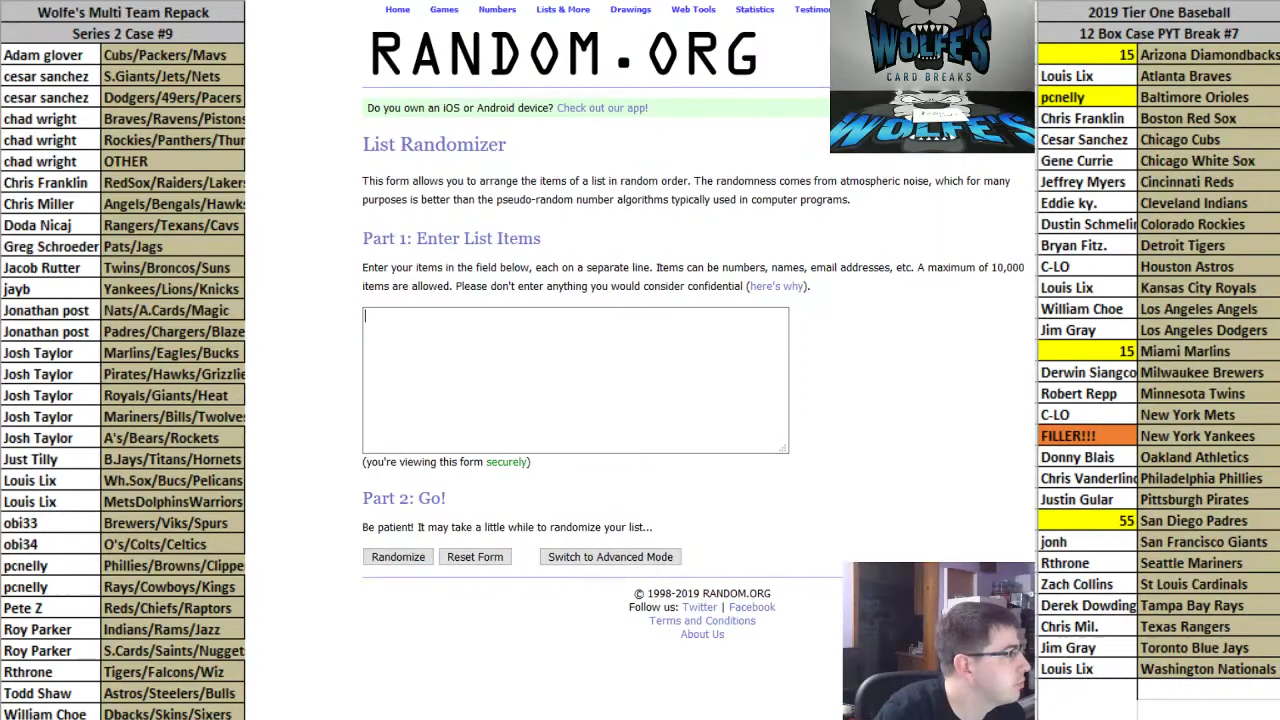 Wolfe's Multi Team Repack
Series 2 Case #9
Adam glover Cubs/Packers/Mavs
cesar sanchez S.Giants/Jets/Nets
cesar sanchez Dodgers/49ers/Pacers
chad wright Braves/Ravens/Pistons
chad wright Rockies/Panthers/Thun
chad wright OTHER
Chris Franklin RedSox/Raiders/Lakers
Chris Miller Angels/Bengals/Hawk
Doda Nicaj Rangers/Texans/Cavs
Greg Schroeder Pats/Jags
Jacob Rutter Twins/Broncos/Suns
jayb Yankees/Lions/Knicks
Jonathan post Nats/A.Cards/Magic
Jonathan post Padres/Chargers/Blaze
Josh Taylor Marlins/Eagles/Bucks
Josh Taylor Pirates/Hawks/Grizzlie
Josh Taylor Royals/Giants/Heat
Josh Taylor Mariners/Bills/Twolves
Josh Taylor A's/Bears/Rockets
Just Tilly B.Jays/Titans/Hornets
Louis Lix Wh.Sox/Bucs/Pelicans
Louis Lix MetsDolphinsWarriors
obi33 Brewers/Viks/Spurs
obi34 O's/Colts/Celtics
pcnelly Phillies/Browns/Clippe
pcnelly Rays/Cowboys/Kings
Pete Z Reds/Chiefs/Raptors
Roy Parker Indians/Rams/Jazz
Roy Parker S.Cards/Saints/Nugget
Rthrone Tigers/Falcons/Wiz
Todd Shaw Astros/Steelers/Bulls
William Choe Dbacks/Skins/Sixers
Home Games Numbers Lists & More Drawings Web Tools Statistics Testimo
RANDOM.ORG
Do you own an iOS or Android device? Check out our app!
List Randomizer
This form allows you to arrange the items of a list in random order. The randomness comes from atmospheric noise, which for many
purposes is better than the pseudo-random number algorithms typically used in computer programs.
Part 1: Enter List Items
Enter your items in the field below, each on a separate line. Items can be numbers, names, email addresses, etc. A maximum of 10,000
items are allowed. Please don't enter anything you would consider confidential (here's why).
(you're viewing this form securely)
Part 2: Go!
Be patient! It may take a little while to randomize your list...
Randomize Reset Form Switch to Advanced Mode
© 1998-2019 RANDOM.ORG
Follow us: Twitter | Facebook
Terms and Conditions
About Us
WOLFE'S
CARD BREAKS
WOLFE'S
2019 Tier One Baseball
12 Box Case PYT Break #7
15 Arizona Diamondbacks
Louis Lix Atlanta Braves
pcnelly Baltimore Orioles
Chris Franklin Boston Red Sox
Cesar Sanchez Chicago Cubs
Gene Currie Chicago White Sox
Jeffrey Myers Cincinnati Reds
Eddie ky. Cleveland Indians
Dustin Schmelin Colorado Rockies
Bryan Fitz. Detroit Tigers
C-LO Houston Astros
Louis Lix Kansas City Royals
William Choe Los Angeles Angels
Jim Gray Los Angeles Dodgers
15 Miami Marlins
Derwin Siangco Milwaukee Brewers
Robert Repp Minnesota Twins
C-LO New York Mets
FILLER!!! New York Yankees
Donny Blais Oakland Athletics
Chris Vanderlind Philadelphia Phillies
Justin Gular Pittsburgh Pirates
55 San Diego Padres
jonh San Francisco Giants
Rthrone Seattle Mariners
Zach Collins St Louis Cardinals
Derek Dowding Tampa Bay Rays
Chris Mil. Texas Rangers
Jim Gray Toronto Blue Jays
Louis Lix Washington Nationals